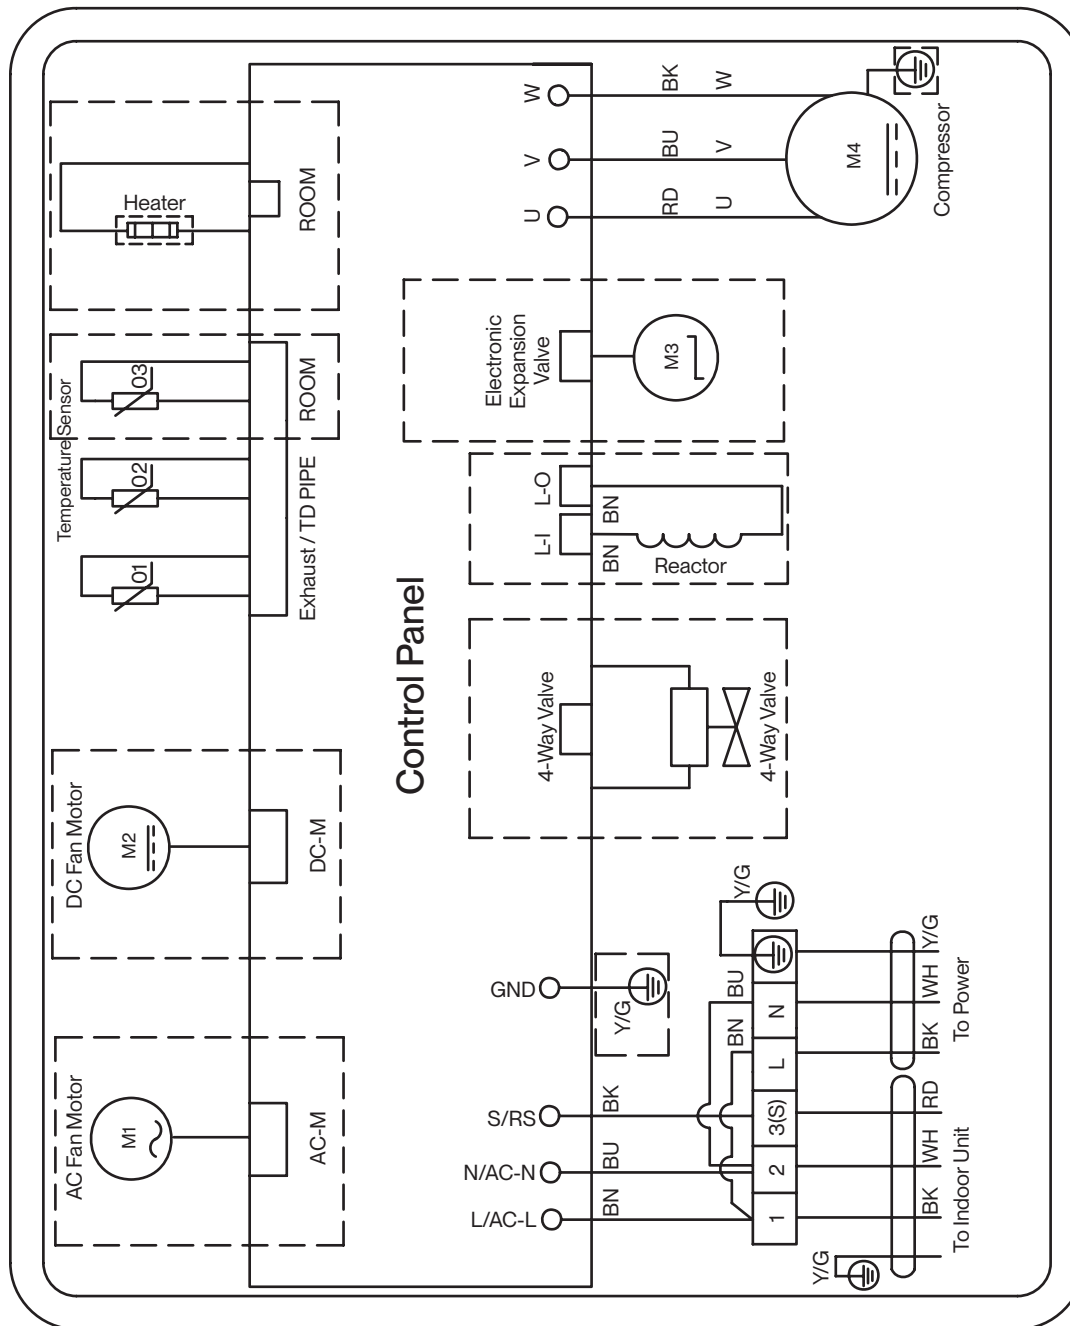 Heater
ROOM
Temperature Sensor
03
02
01
ROOM
Exhaust / TD PIPE
DC Fan Motor
M2
DC-M
AC Fan Motor
M1
AC-M
Control Panel
W
BK
W
V
BU
V
U
RD
U
M4
Compressor
Electronic
Expansion
Valve
M3
L-O
BN
L-I
BN
Reactor
4-Way Valve
4-Way Valve
GND
Y/G
S/RS
BK
N/AC-N
BU
L/AC-L
BN
Y/G
BU
BN
N
L
3(S)
2
1
Y/G
WH
BK
To Power
RD
WH
BK
To Indoor Unit
Y/G